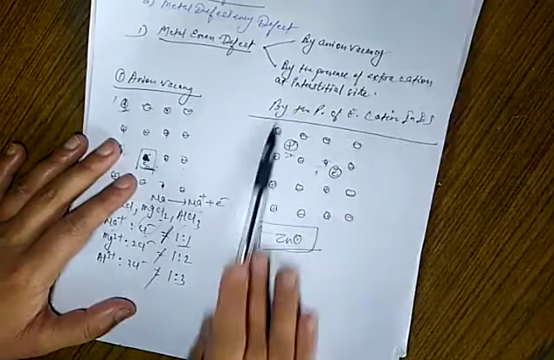 2) Metal Deficiency Defect
1) Metal Excess Defect
By anion vacancy
By the presence of extra cation
at interstitial site.
① Anion vacancy
By the P. of E. Cation In I S
Na → Na⁺ + e⁻
MgCl₂, AlCl₃
Na⁺ : Cl⁻ ≠ 1:1
Mg²⁺ : 2Cl⁻ ≠ 1:2
Al³⁺ : 3Cl⁻ ≠ 1:3
ZnO